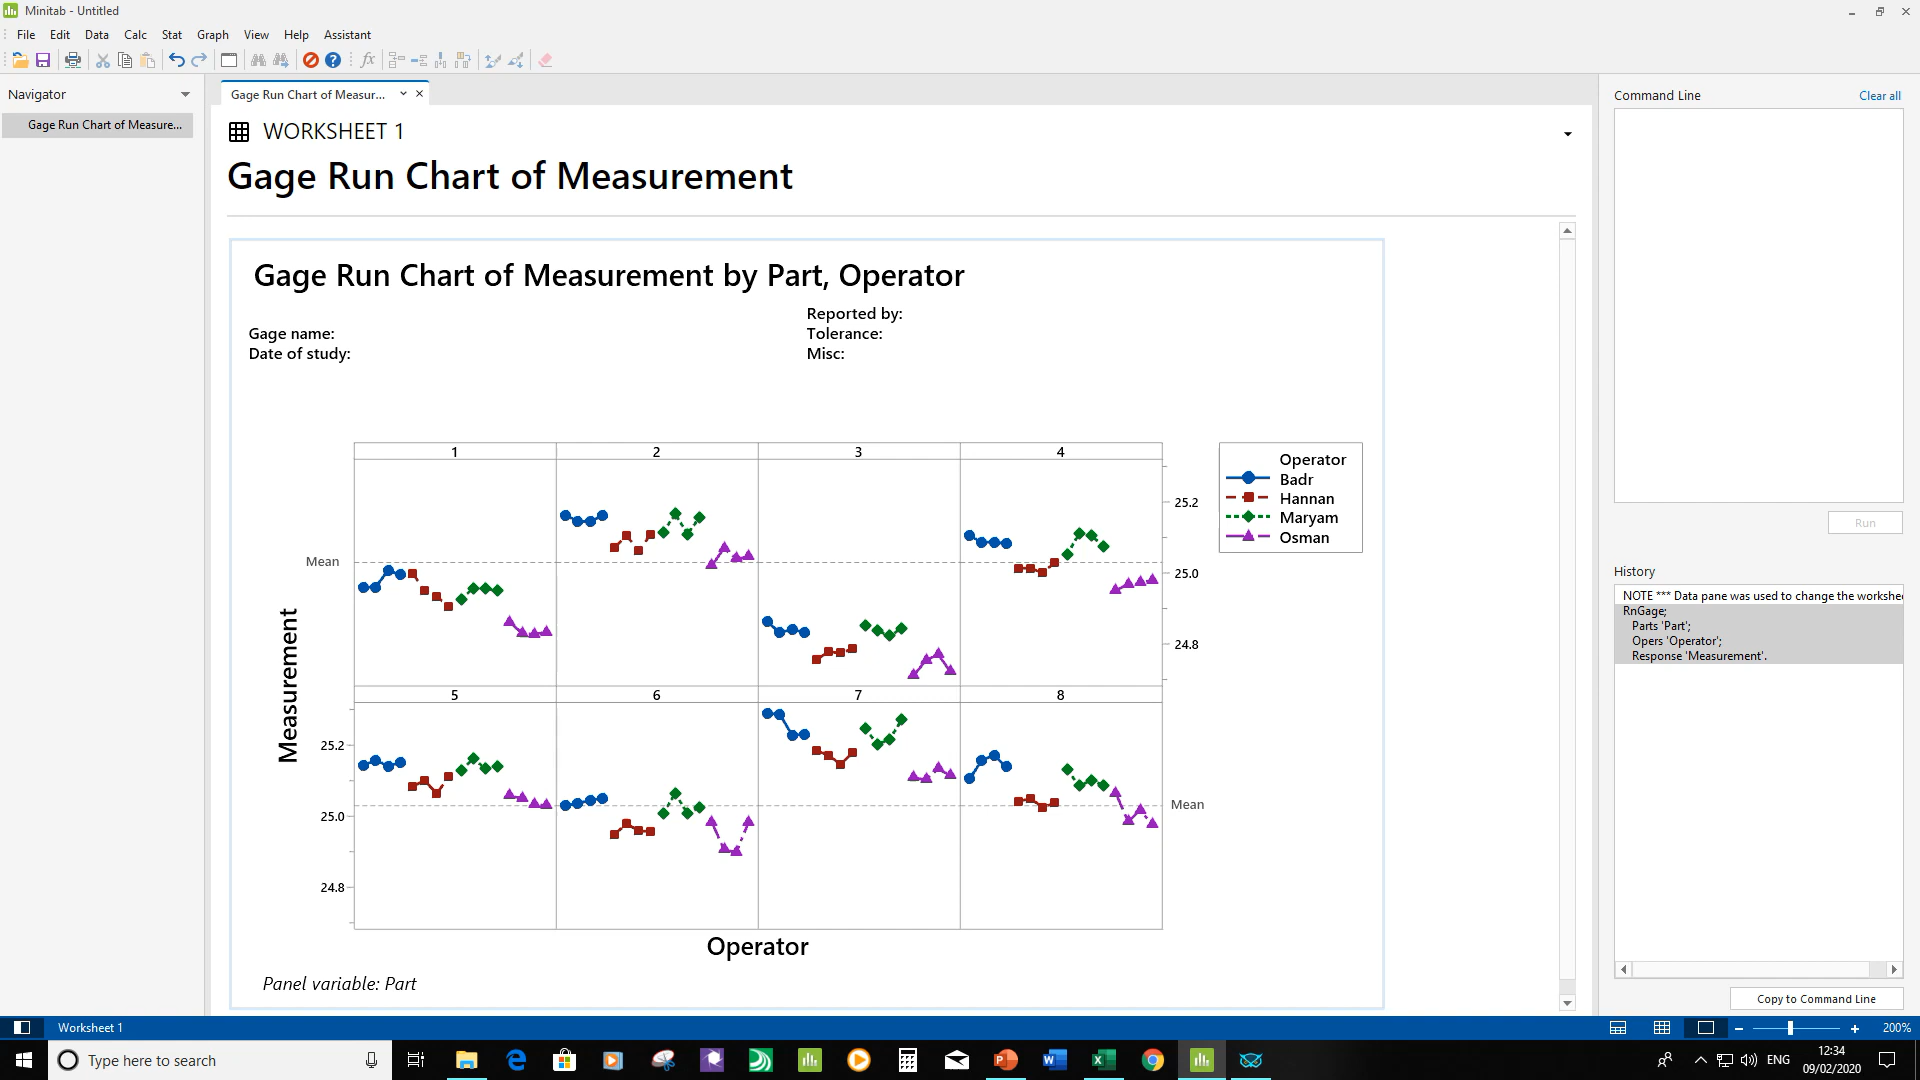 Minitab - Untitled
File Edit Data Calc Stat Graph View Help Assistant
Navigator
Gage Run Chart of Measure...
Gage Run Chart of Measur...
WORKSHEET 1
Gage Run Chart of Measurement
Gage Run Chart of Measurement by Part, Operator
Reported by:
Gage name:
Tolerance:
Date of study:
Misc:
1 2 3 4
25.2
Mean
25.0
24.8
5 6 7 8
25.2
25.0
Mean
24.8
Measurement
Operator
Panel variable: Part
Operator
Badr
Hannan
Maryam
Osman
Command Line
Clear all
Run
History
NOTE *** Data pane was used to change the workshee
RnGage;
Parts 'Part';
Opers 'Operator';
Response 'Measurement'.
Copy to Command Line
Worksheet 1
200%
Type here to search
ENG
12:34
09/02/2020